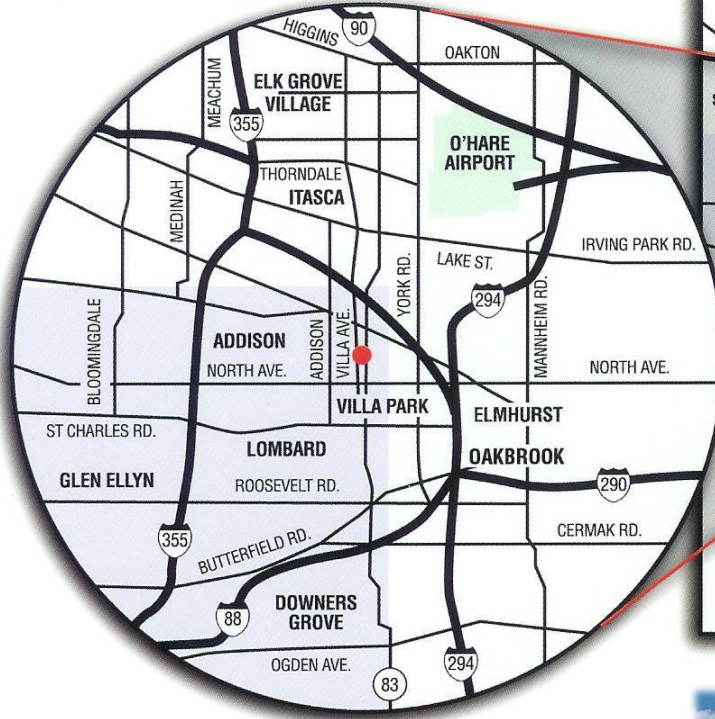 HIGGINS
90
OAKTON
MEACHUM
ELK GROVE
VILLAGE
355
O'HARE
AIRPORT
THORNDALE
ITASCA
MEDINAH
IRVING PARK RD.
LAKE ST.
YORK RD.
294
MANNHEIM RD.
BLOOMINGDALE
ADDISON
ADDISON
VILLA AVE.
NORTH AVE.
NORTH AVE.
VILLA PARK
ELMHURST
ST CHARLES RD.
LOMBARD
OAKBROOK
GLEN ELLYN
ROOSEVELT RD.
290
355
CERMAK RD.
BUTTERFIELD RD.
88
DOWNERS
GROVE
OGDEN AVE.
294
83